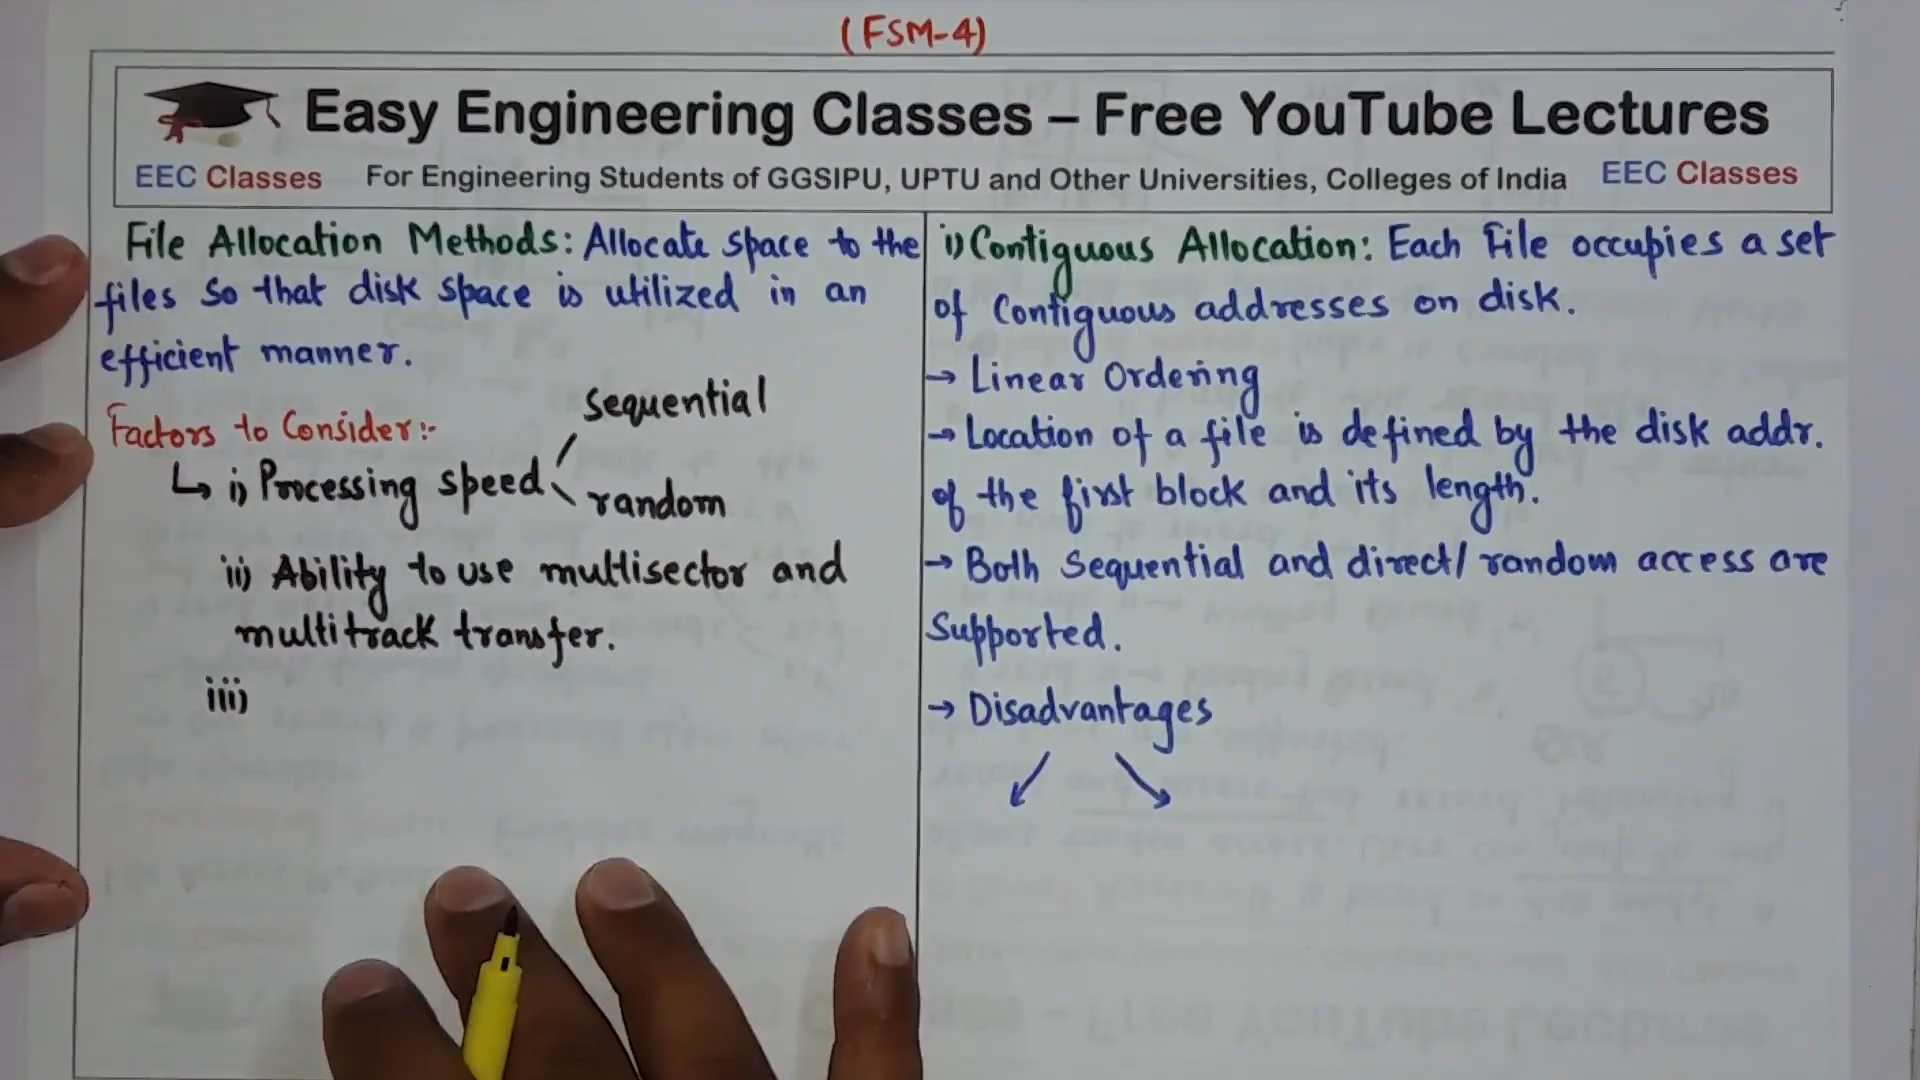 (FSM-4)
Easy Engineering Classes – Free YouTube Lectures
EEC Classes For Engineering Students of GGSIPU, UPTU and Other Universities, Colleges of India EEC Classes
File Allocation Methods: Allocate space to the
files so that disk space is utilized in an
efficient manner.
Factors to Consider:-
sequential
↳ i) Processing speed
random
ii) Ability to use multisector and
multitrack transfer.
iii)
i) Contiguous Allocation: Each File occupies a set
of Contiguous addresses on disk.
→ Linear Ordering
→ Location of a file is defined by the disk addr.
of the first block and its length.
→ Both Sequential and direct/random access are
Supported.
→ Disadvantages